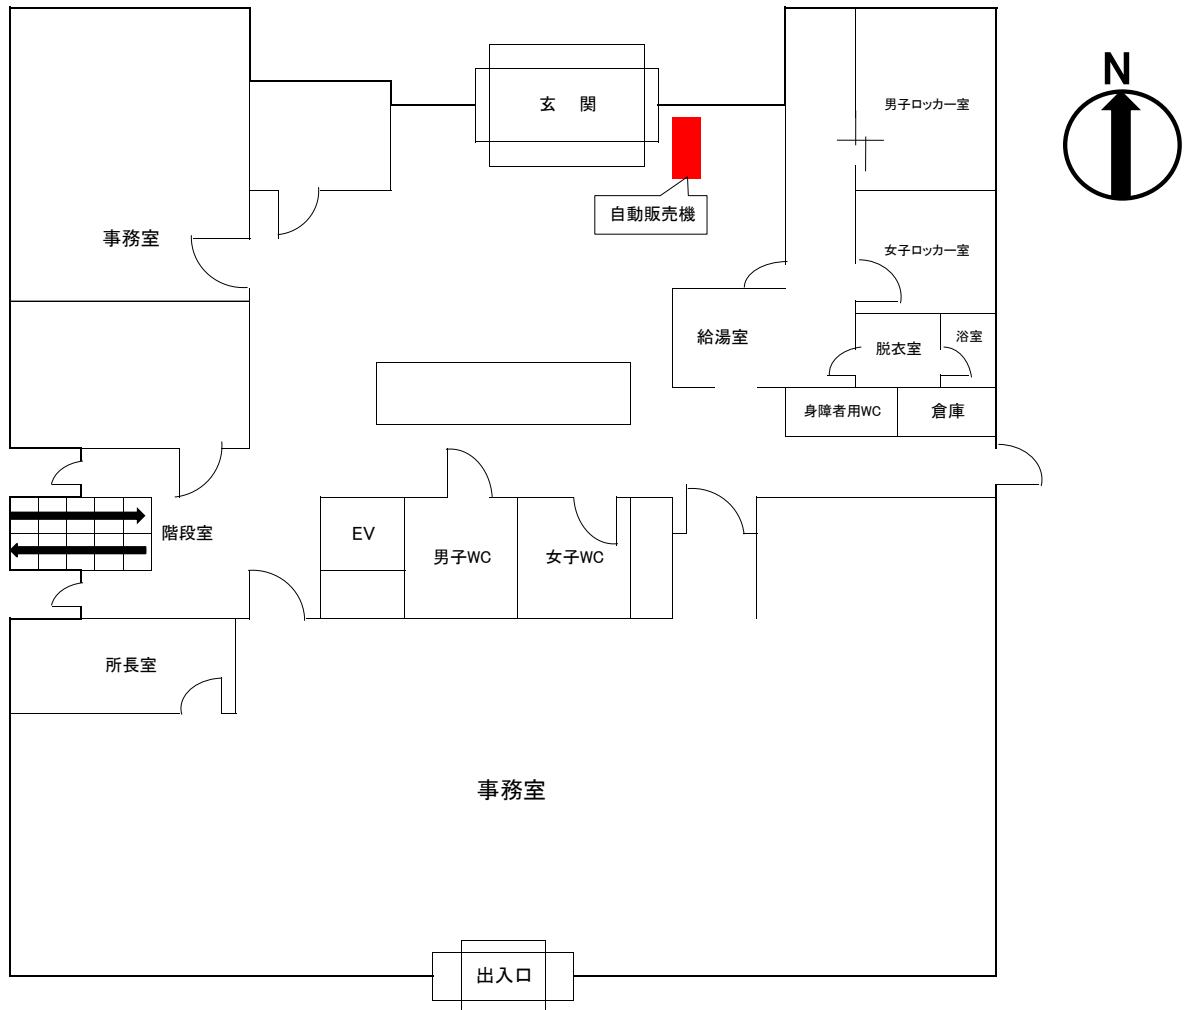 N
玄　関
男子ロッカー室
自動販売機
事務室
女子ロッカー室
給湯室
脱衣室
浴室
身障者用WC
倉庫
階段室
EV
男子WC
女子WC
所長室
事務室
出入口